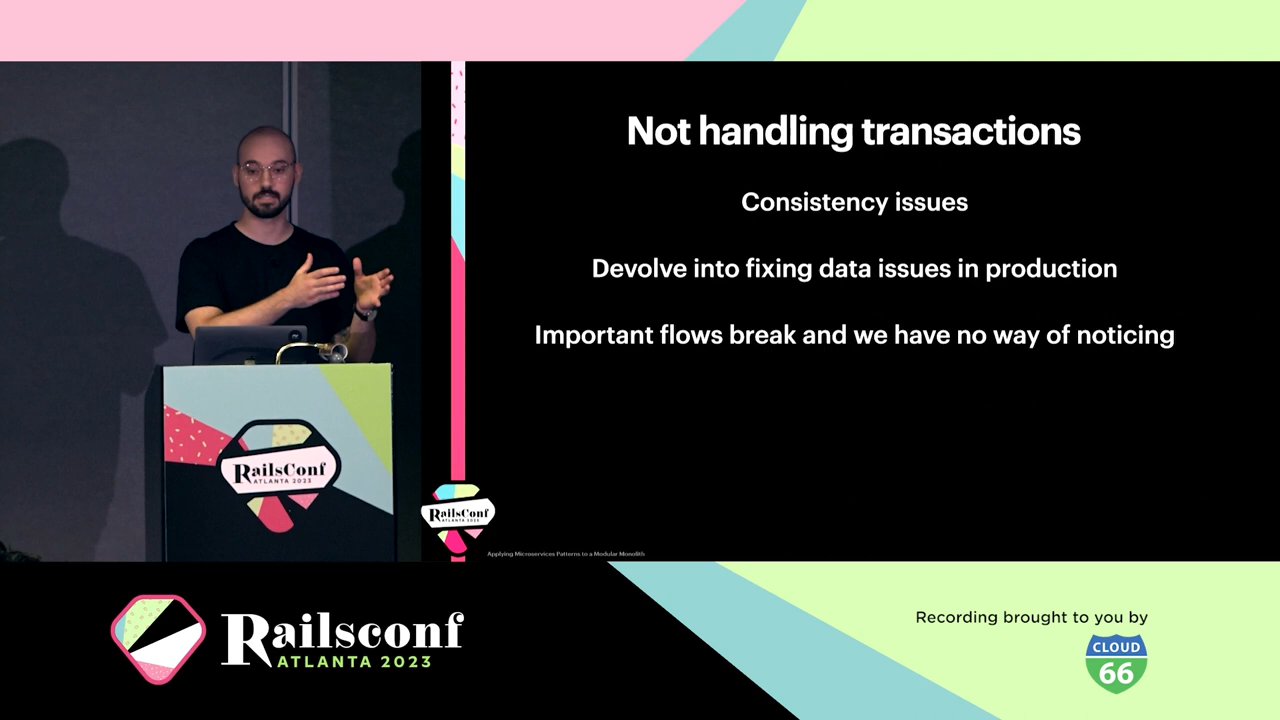 Not handling transactions
Consistency issues
Devolve into fixing data issues in production
Important flows break and we have no way of noticing
RailsConf
ATLANTA 2023
RailsConf
ATLANTA 2023
Applying Microservices Patterns to a Modular Monolith
Railsconf
ATLANTA 2023
Recording brought to you by
CLOUD
66